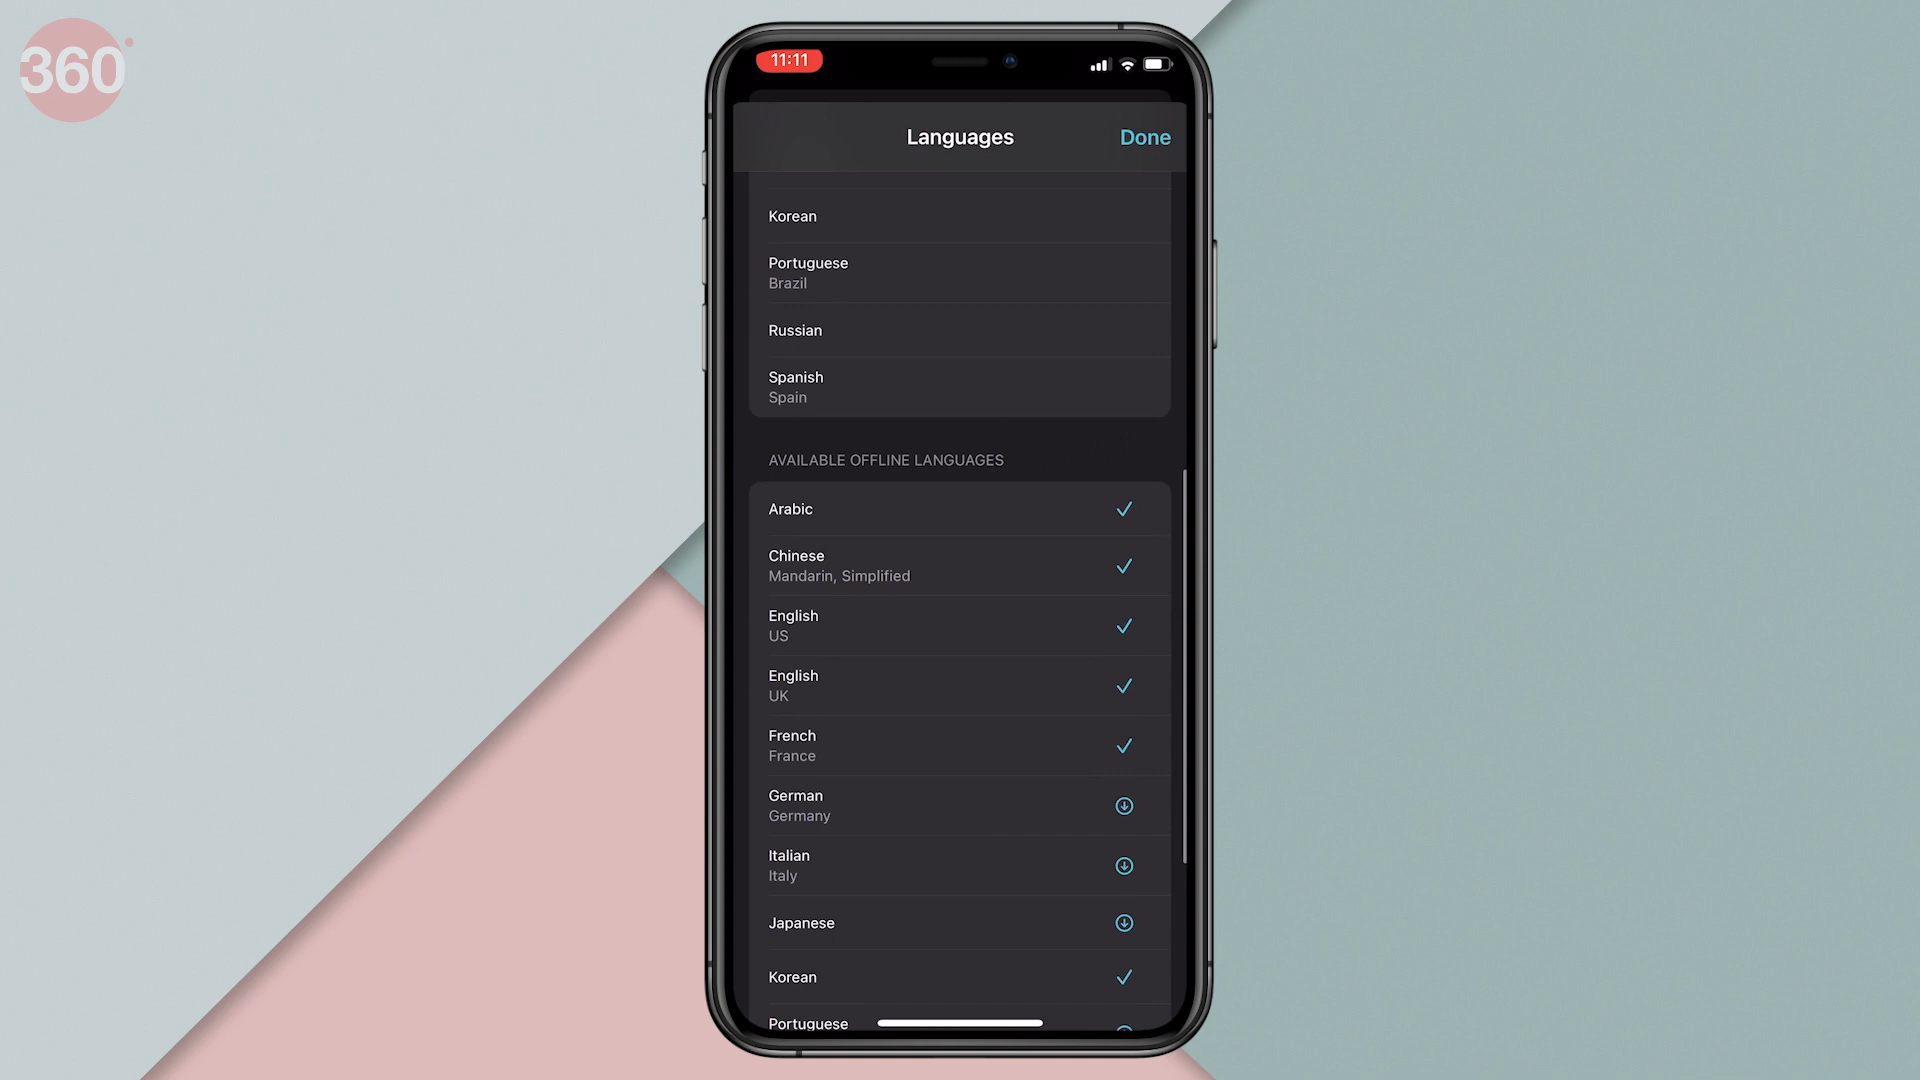 360
11:11
Languages
Done
Korean
Portuguese
Brazil
Russian
Spanish
Spain
AVAILABLE OFFLINE LANGUAGES
Arabic
Chinese
Mandarin, Simplified
English
US
English
UK
French
France
German
Germany
Italian
Italy
Japanese
Korean
Portuguese